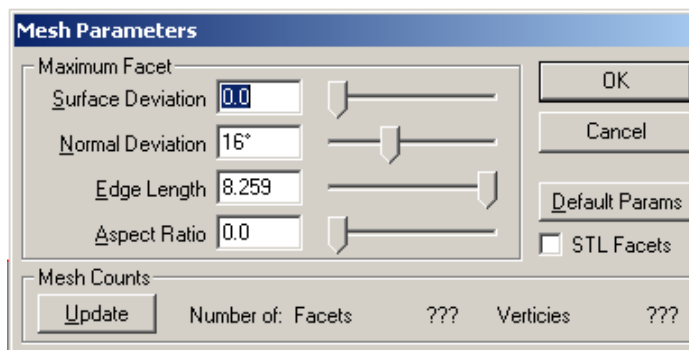 Mesh Parameters
Maximum Facet
Surface Deviation 0.0
Normal Deviation 16°
Edge Length 8.259
Aspect Ratio 0.0
OK
Cancel
Default Params
STL Facets
Mesh Counts
Update Number of: Facets ??? Verticies ???